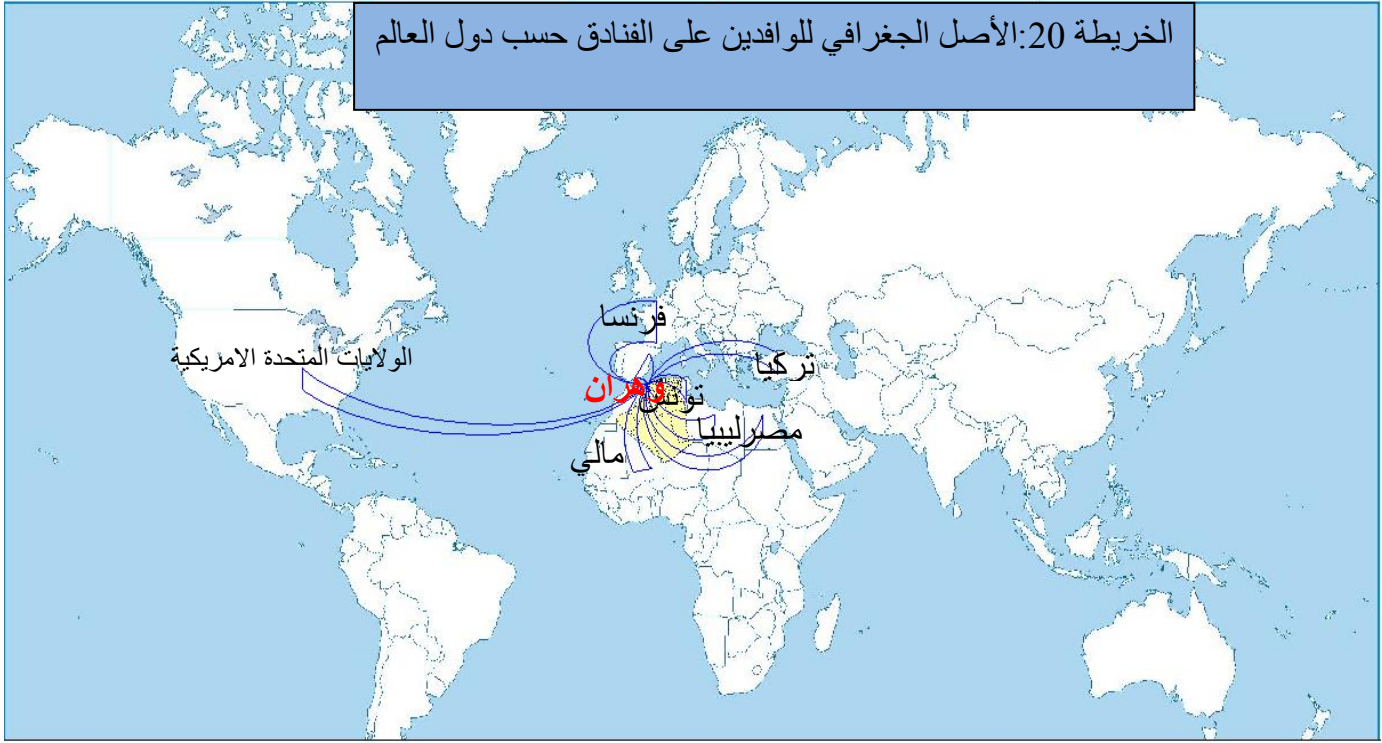 الخريطة 20:الأصل الجغرافي للوافدين على الفنادق حسب دول العالم
فرنسا
الولايات المتحدة الامريكية
تركيا
وهران
تونس
مصر
ليبيا
مالي